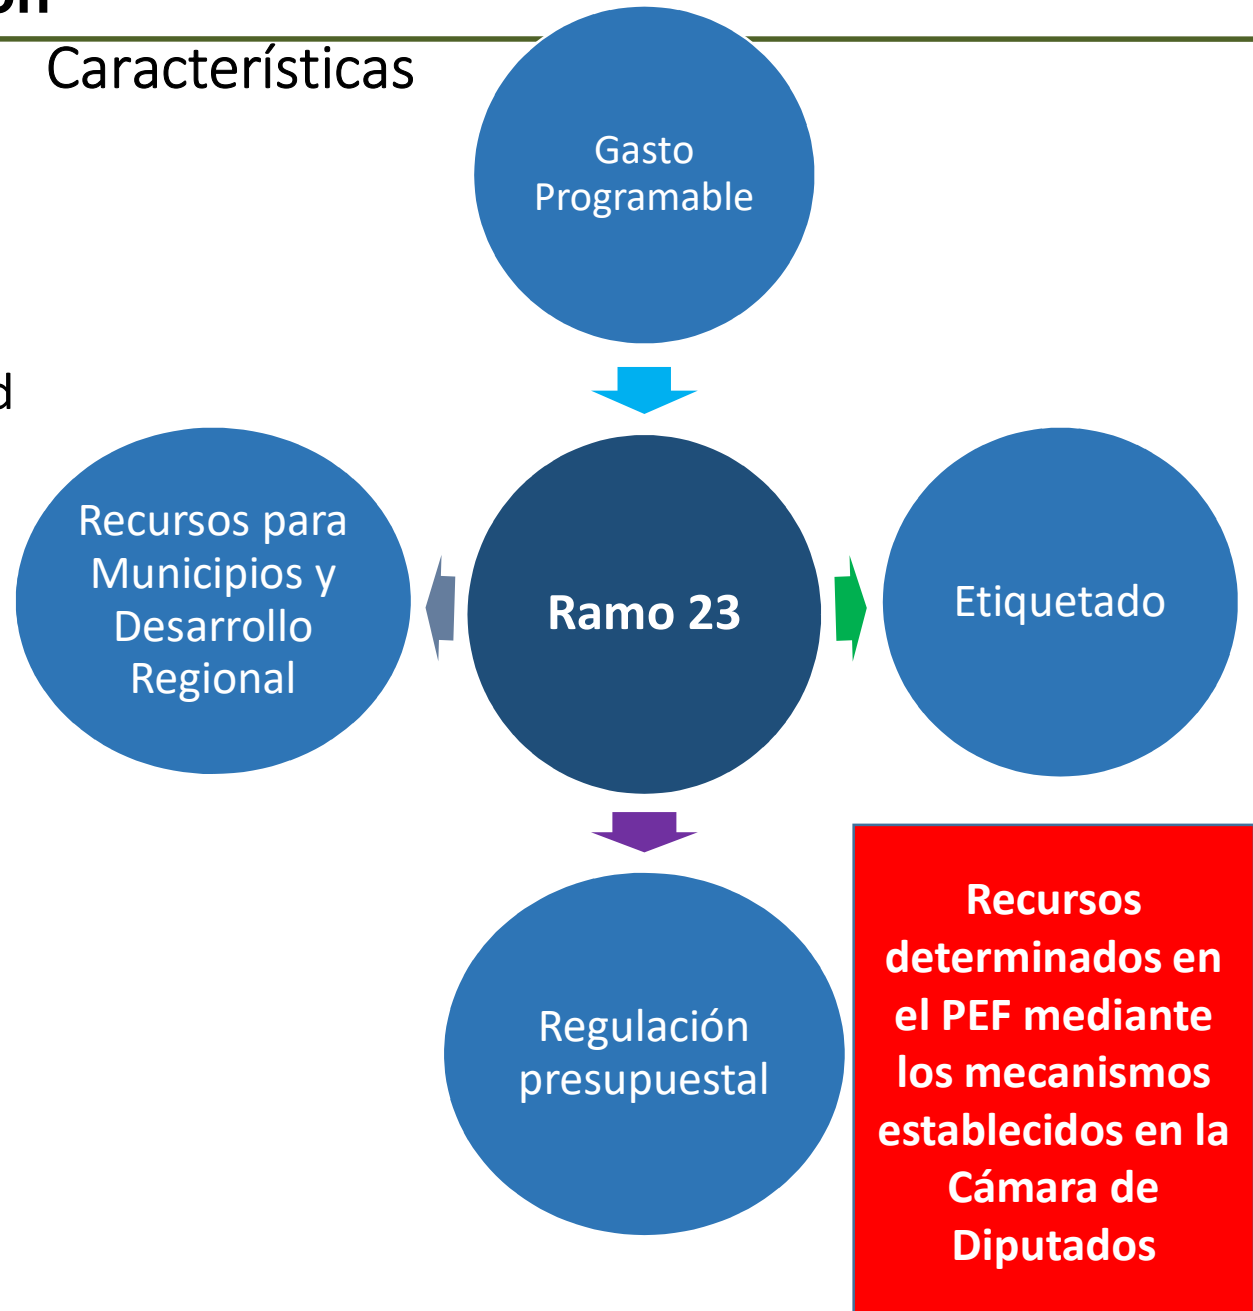 Características
Gasto
Programable
Recursos para
Municipios y
Desarrollo
Regional
Ramo 23
Etiquetado
Regulación
presupuestal
Recursos
determinados en
el PEF mediante
los mecanismos
establecidos en la
Cámara de
Diputados